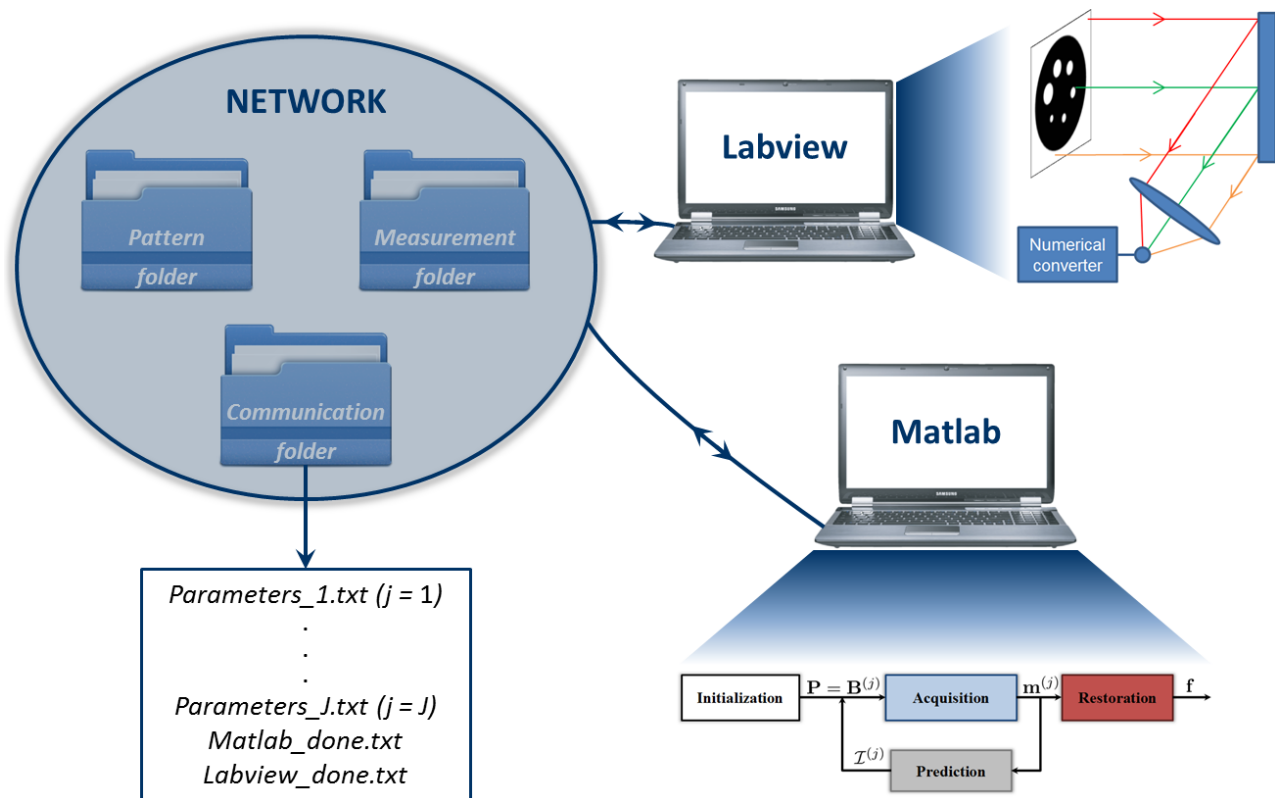 NETWORK
Pattern
folder
Measurement
folder
Communication
folder
Parameters_1.txt (j = 1)
.
.
.
Parameters_J.txt (j = J)
Matlab_done.txt
Labview_done.txt
Labview
SAMSUNG
Numerical
converter
Matlab
SAMSUNG
Initialization
P = B^(j)
Acquisition
m^(j)
Restoration
f
I^(j)
Prediction